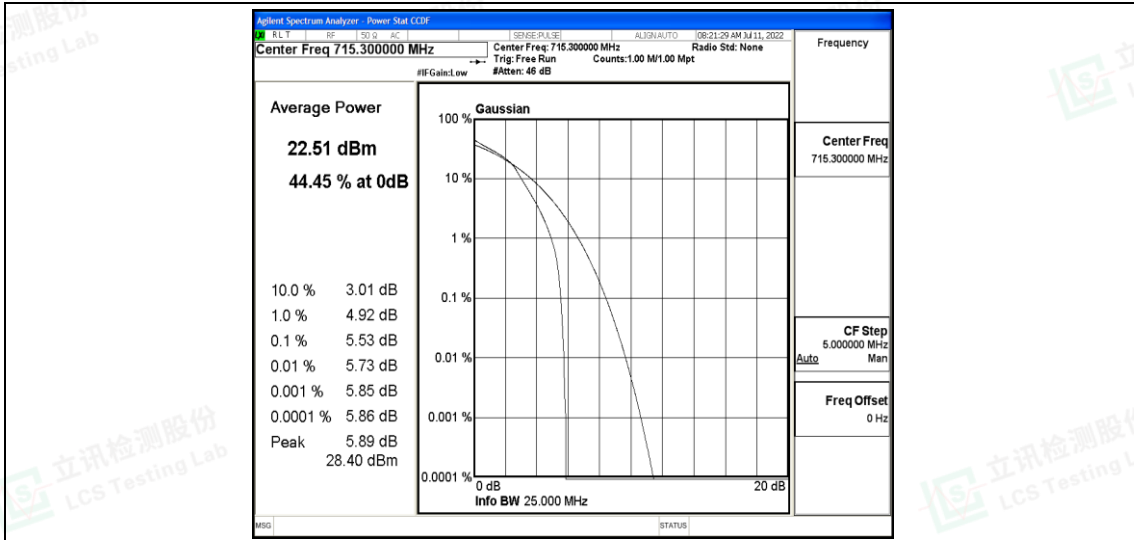 Agilent Spectrum Analyzer - Power Stat CCDF
RLT RF 50 Ω AC SENSE:PULSE ALIGNAUTO 08:21:29 AM Jul 11, 2022
Center Freq 715.300000 MHz
Center Freq: 715.300000 MHz Radio Std: None
Trig: Free Run Counts:1.00 M/1.00 Mpt
#IFGain:Low #Atten: 46 dB
Frequency
Average Power
22.51 dBm
44.45 % at 0dB
10.0 % 3.01 dB
1.0 % 4.92 dB
0.1 % 5.53 dB
0.01 % 5.73 dB
0.001 % 5.85 dB
0.0001 % 5.86 dB
Peak 5.89 dB
28.40 dBm
Gaussian
100 %
10 %
1 %
0.1 %
0.01 %
0.001 %
0.0001 %
0 dB 20 dB
Info BW 25.000 MHz
Center Freq
715.300000 MHz
CF Step
5.000000 MHz
Auto Man
Freq Offset
0 Hz
MSG STATUS
立讯检测股份
LCS Testing Lab
立讯检测股份
LCS Testing L